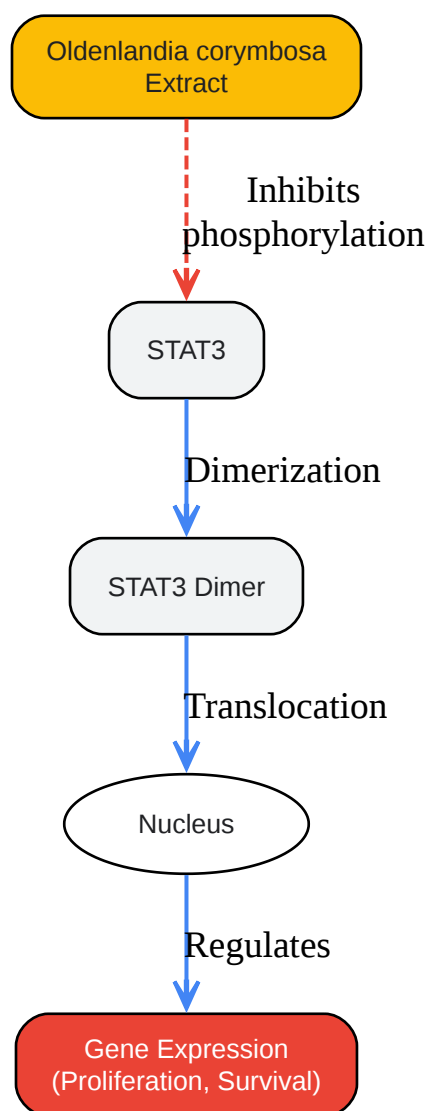 Oldenlandia corymbosa
Extract
Inhibits
phosphorylation
STAT3
Dimerization
STAT3 Dimer
Translocation
Nucleus
Regulates
Gene Expression
(Proliferation, Survival)